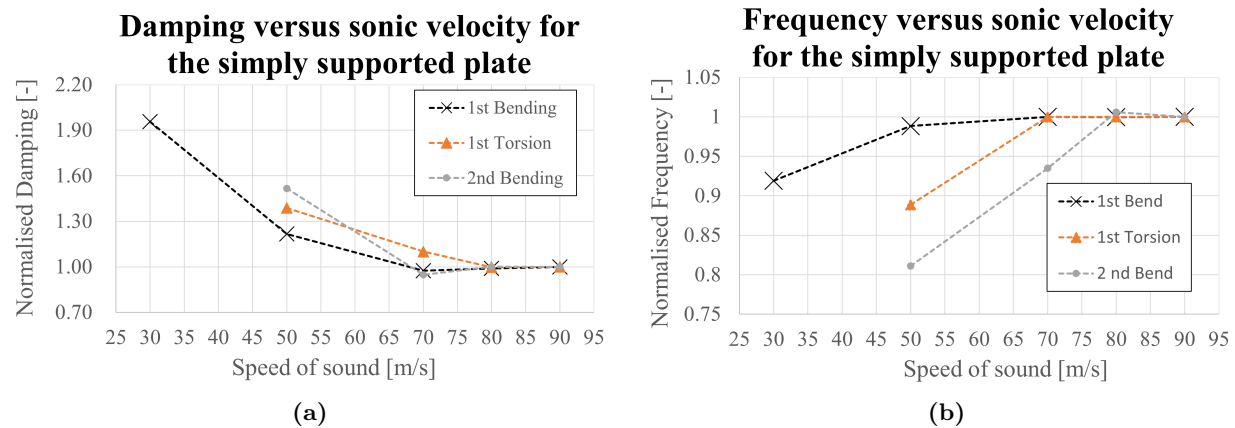 Damping versus sonic velocity for
the simply supported plate
Normalised Damping [-]
2.20
1.90
1.60
1.30
1.00
0.70
1st Bending
1st Torsion
2nd Bending
25 30 35 40 45 50 55 60 65 70 75 80 85 90 95
Speed of sound [m/s]
(a)
Frequency versus sonic velocity
for the simply supported plate
Normalised Frequency [-]
1.05
1
0.95
0.9
0.85
0.8
0.75
1st Bend
1st Torsion
2 nd Bend
25 30 35 40 45 50 55 60 65 70 75 80 85 90 95
Speed of sound [m/s]
(b)